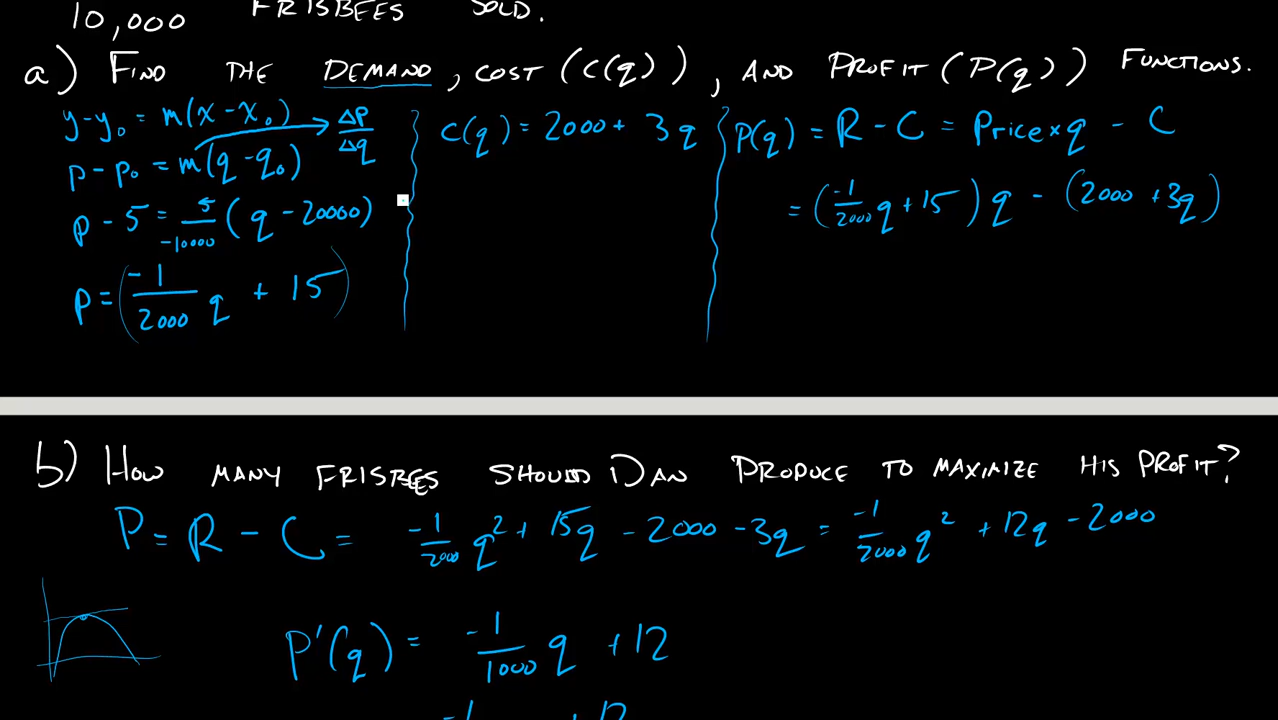 10,000 FRISBEES SOLD.
a) FIND THE DEMAND, COST (C(q)), AND PROFIT (P(q)) FUNCTIONS.
y - y₀ = m(x - x₀) ΔP/Δq
p - p₀ = m(q - q₀)
p - 5 = 5/-10000 (q - 20000)
p = (-1/2000 q + 15)
C(q) = 2000 + 3q
P(q) = R - C = Price × q - C
= (-1/2000 q + 15) q - (2000 + 3q)
b) HOW MANY FRISBEES SHOULD DAN PRODUCE TO MAXIMIZE HIS PROFIT?
P = R - C = -1/2000 q² + 15q - 2000 - 3q = -1/2000 q² + 12q - 2000
P'(q) = -1/1000 q + 12